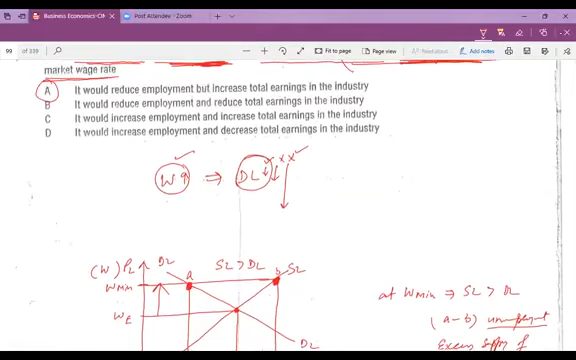 Business Economics-CN
Post Attendee - Zoom
99 of 339
Fit to page
Page view
Read aloud
Add notes
market wage rate
A It would reduce employment but increase total earnings in the industry
B It would reduce employment and reduce total earnings in the industry
C It would increase employment and increase total earnings in the industry
D It would increase employment and decrease total earnings in the industry
W↑ ⇒ DL↓ ↓ xx
(W) PL DL SL > DL b SL
Wmin a
WE
DL
at Wmin ⇒ SL > DL
(a-b)
Excess supply of